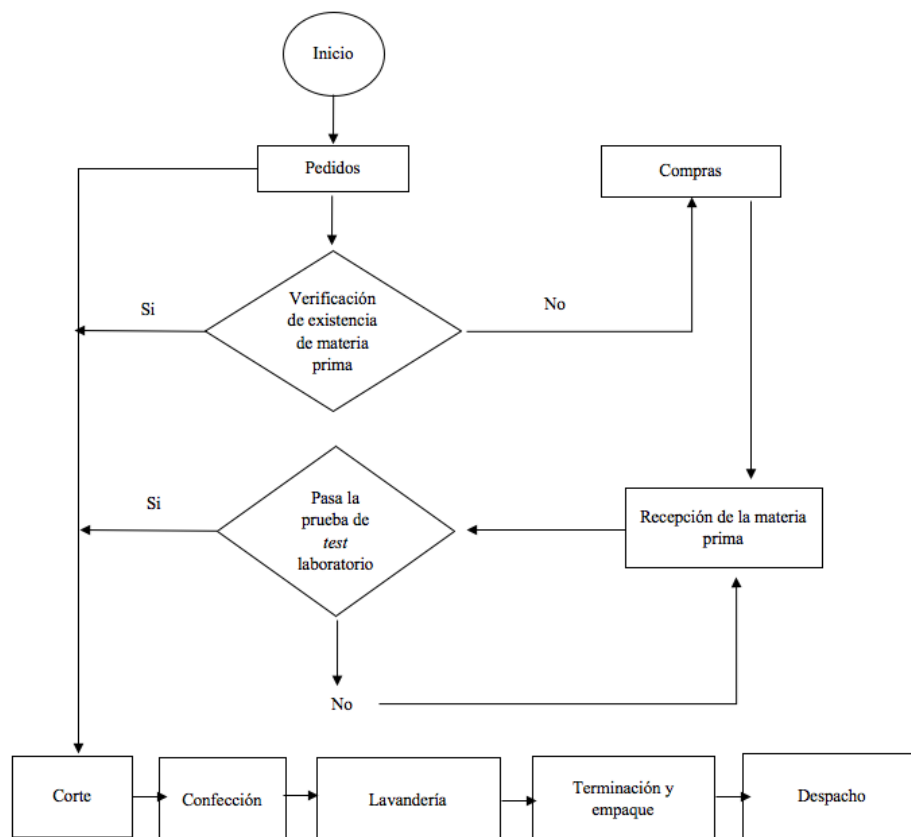 Inicio
Pedidos
Compras
Verificación
de existencia
de materia
prima
Si
No
Pasa la
prueba de
test
laboratorio
Si
Recepción de la materia
prima
No
Corte
Confección
Lavandería
Terminación y
empaque
Despacho